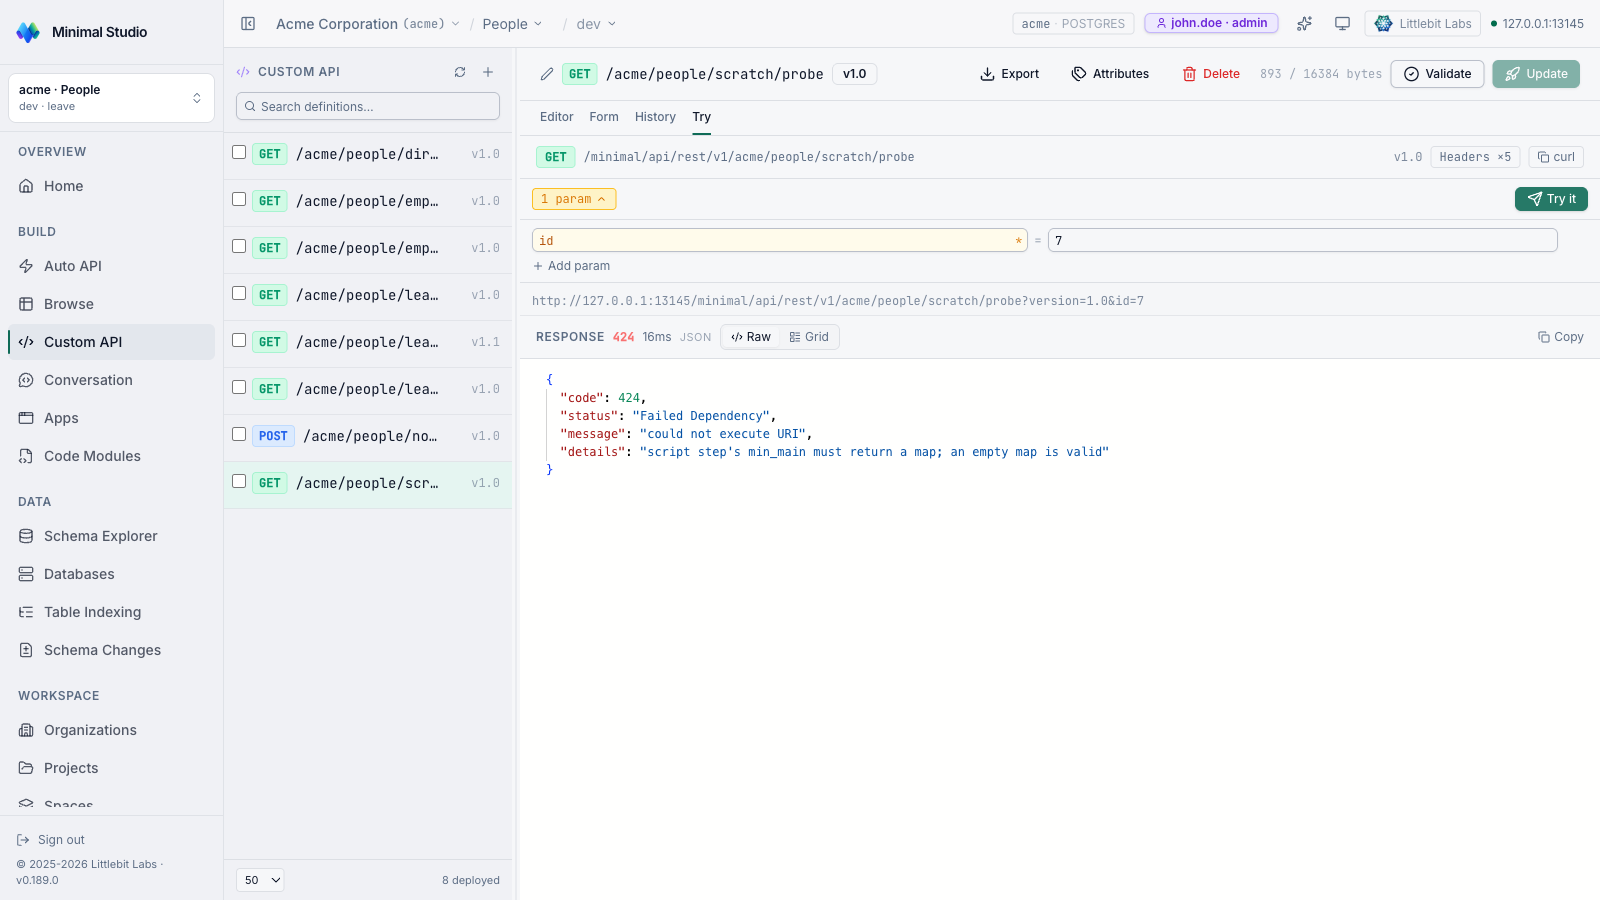 Minimal Studio
acme · People
dev · leave
OVERVIEW
Home
BUILD
Auto API
Browse
Custom API
Conversation
Apps
Code Modules
DATA
Schema Explorer
Databases
Table Indexing
Schema Changes
WORKSPACE
Organizations
Projects
Spaces
Sign out
© 2025-2026 Littlebit Labs ·
v0.189.0
Acme Corporation (acme) / People / dev
acme · POSTGRES
john.doe · admin
Littlebit Labs
127.0.0.1:13145
CUSTOM API
Search definitions...
GET /acme/people/dir... v1.0
GET /acme/people/emp... v1.0
GET /acme/people/emp... v1.0
GET /acme/people/lea... v1.0
GET /acme/people/lea... v1.1
GET /acme/people/lea... v1.0
POST /acme/people/no... v1.0
GET /acme/people/scr... v1.0
50
8 deployed
GET /acme/people/scratch/probe v1.0
Export
Attributes
Delete
893 / 16384 bytes
Validate
Update
Editor Form History Try
GET /minimal/api/rest/v1/acme/people/scratch/probe
v1.0 Headers ×5 curl
1 param
Try it
id * = 7
+ Add param
http://127.0.0.1:13145/minimal/api/rest/v1/acme/people/scratch/probe?version=1.0&id=7
RESPONSE 424 16ms JSON Raw Grid
Copy
{
"code": 424,
"status": "Failed Dependency",
"message": "could not execute URI",
"details": "script step's min_main must return a map; an empty map is valid"
}